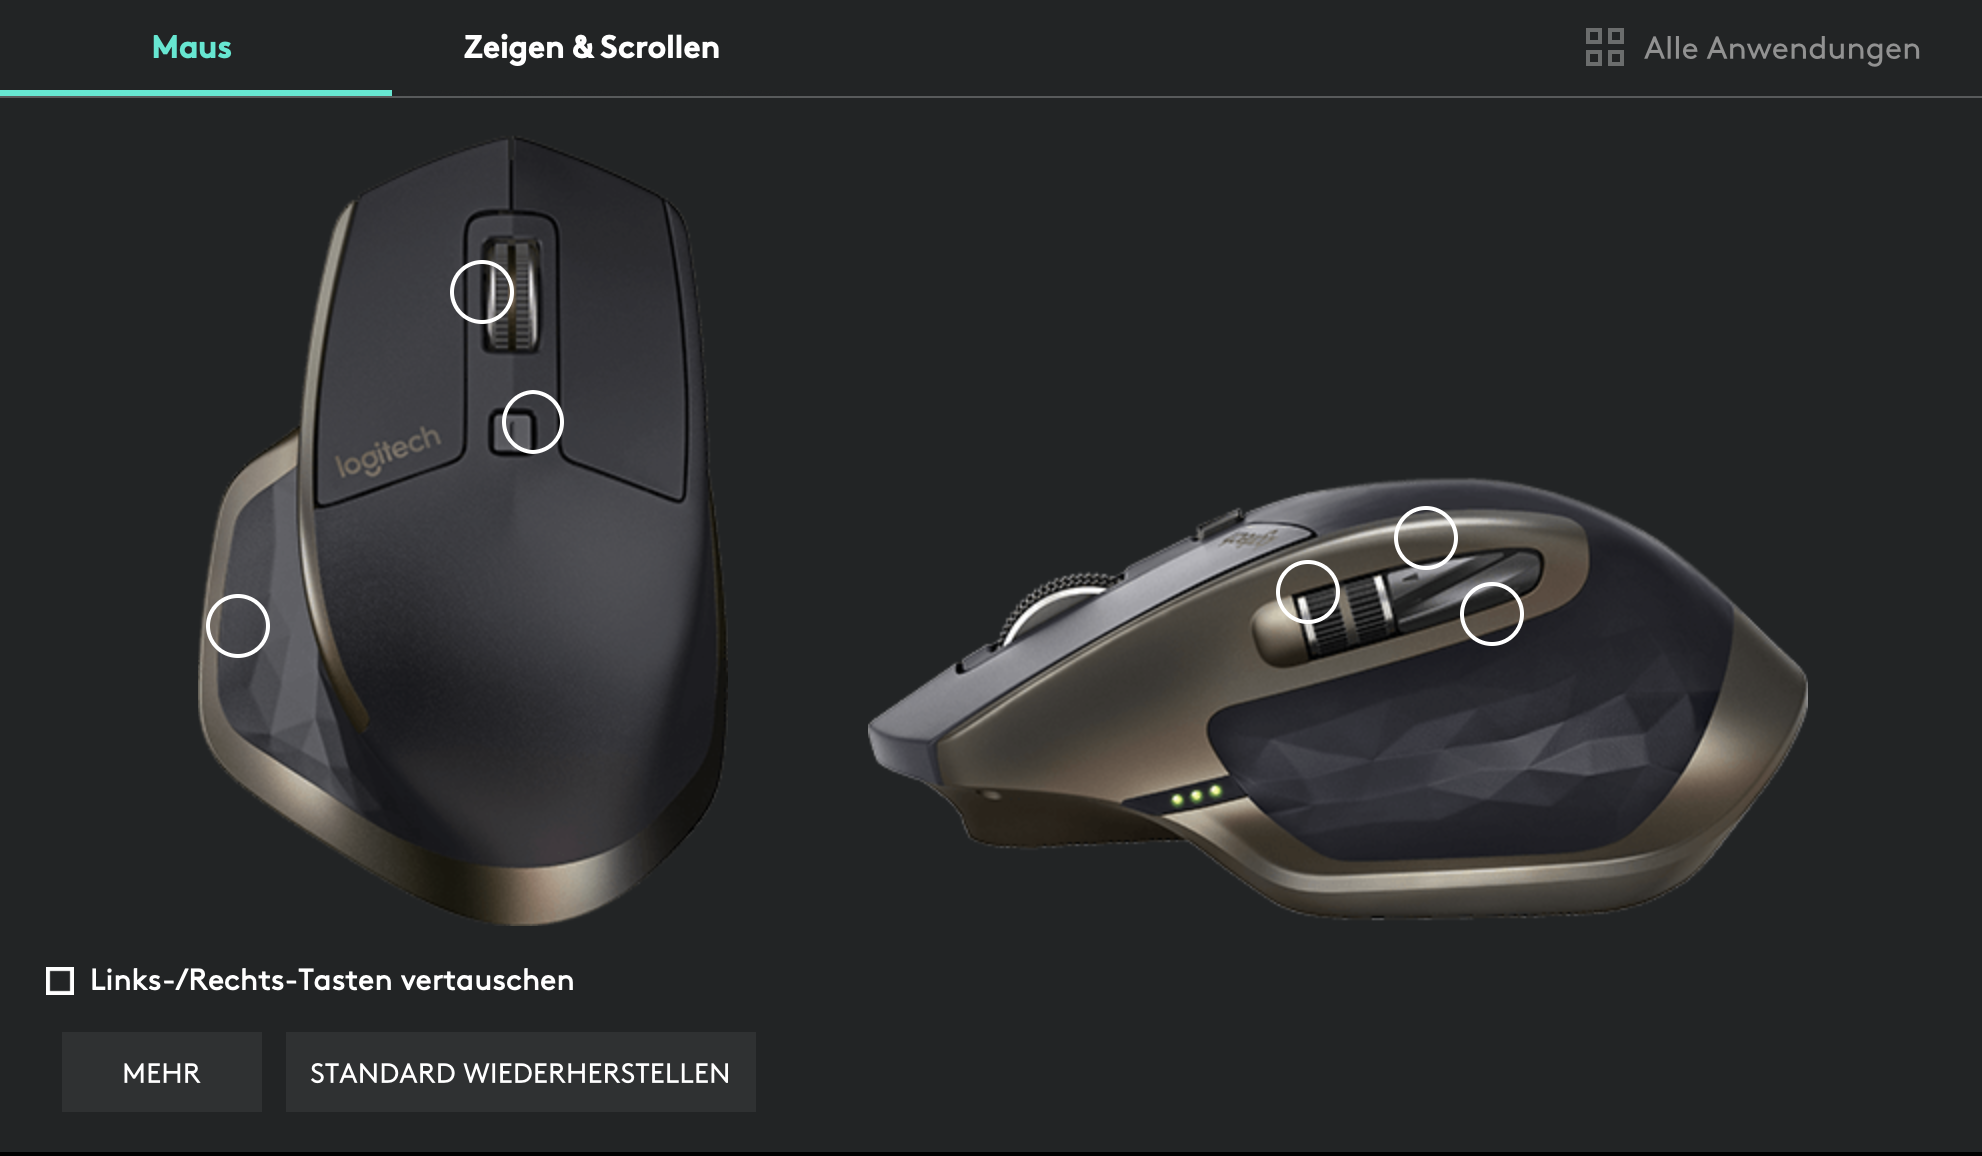 Maus
Zeigen & Scrollen
Alle Anwendungen
logitech
Links-/Rechts-Tasten vertauschen
MEHR
STANDARD WIEDERHERSTELLEN